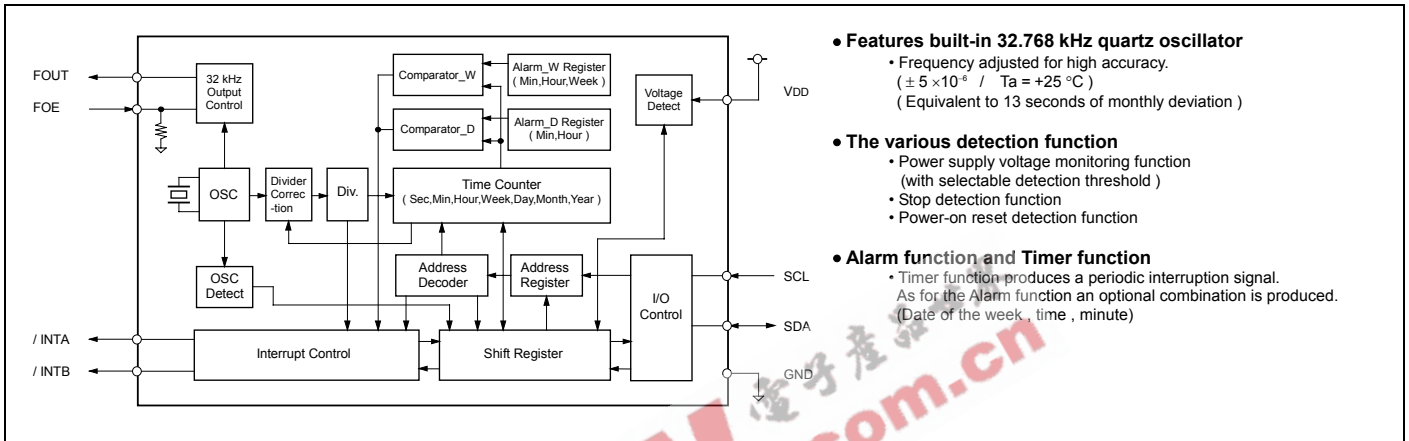 FOUT
FOE
32 kHz
Output
Control
Comparator_W
Alarm_W Register
( Min,Hour,Week )
Comparator_D
Alarm_D Register
( Min,Hour )
Voltage
Detect
VDD
OSC
Divider
Correc
-tion
Div.
Time Counter
( Sec,Min,Hour,Week,Day,Month,Year )
OSC
Detect
Address
Decoder
Address
Register
I/O
Control
SCL
SDA
GND
/ INTA
/ INTB
Interrupt Control
Shift Register
• Features built-in 32.768 kHz quartz oscillator
• Frequency adjusted for high accuracy.
( ± 5 ×10⁻⁶ / Ta = +25 °C )
( Equivalent to 13 seconds of monthly deviation )
• The various detection function
• Power supply voltage monitoring function
(with selectable detection threshold )
• Stop detection function
• Power-on reset detection function
• Alarm function and Timer function
• Timer function produces a periodic interruption signal.
As for the Alarm function an optional combination is produced.
(Date of the week , time , minute)
電子產品世界
.com.cn